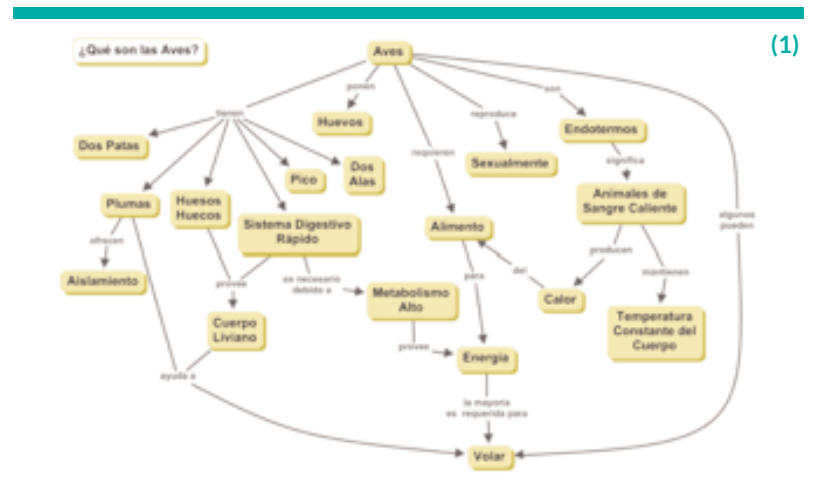 ¿Qué son las Aves?
Aves
(1)
ponen
son
tienen
reproduce
Huevos
Endotermos
Dos Patas
requieren
Sexualmente
significa
Pico
Dos
Alas
Plumas
Huesos
Huecos
Animales de
Sangre Caliente
algunos
pueden
Sistema Digestivo
Rápido
Alimento
ofrecen
producen
Aislamiento
provee
es necesario
debido a
para
del
mantienen
Metabolismo
Alto
Calor
Cuerpo
Liviano
Temperatura
Constante del
Cuerpo
provee
Energía
ayuda a
la mayoría
es requerida para
Volar